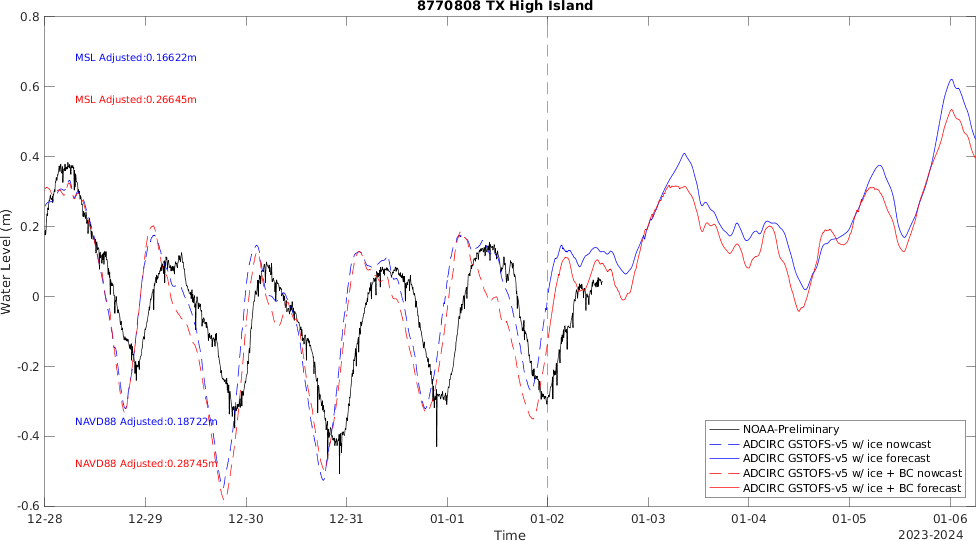 8770808 TX High Island
0.8
0.6
0.4
0.2
0
-0.2
-0.4
-0.6
Water Level (m)
MSL Adjusted:0.16622m
MSL Adjusted:0.26645m
NAVD88 Adjusted:0.18722m
NAVD88 Adjusted:0.28745m
NOAA-Preliminary
ADCIRC GSTOFS-v5 w/ ice nowcast
ADCIRC GSTOFS-v5 w/ ice forecast
ADCIRC GSTOFS-v5 w/ ice + BC nowcast
ADCIRC GSTOFS-v5 w/ ice + BC forecast
12-28 12-29 12-30 12-31 01-01 01-02 01-03 01-04 01-05 01-06
Time
2023-2024